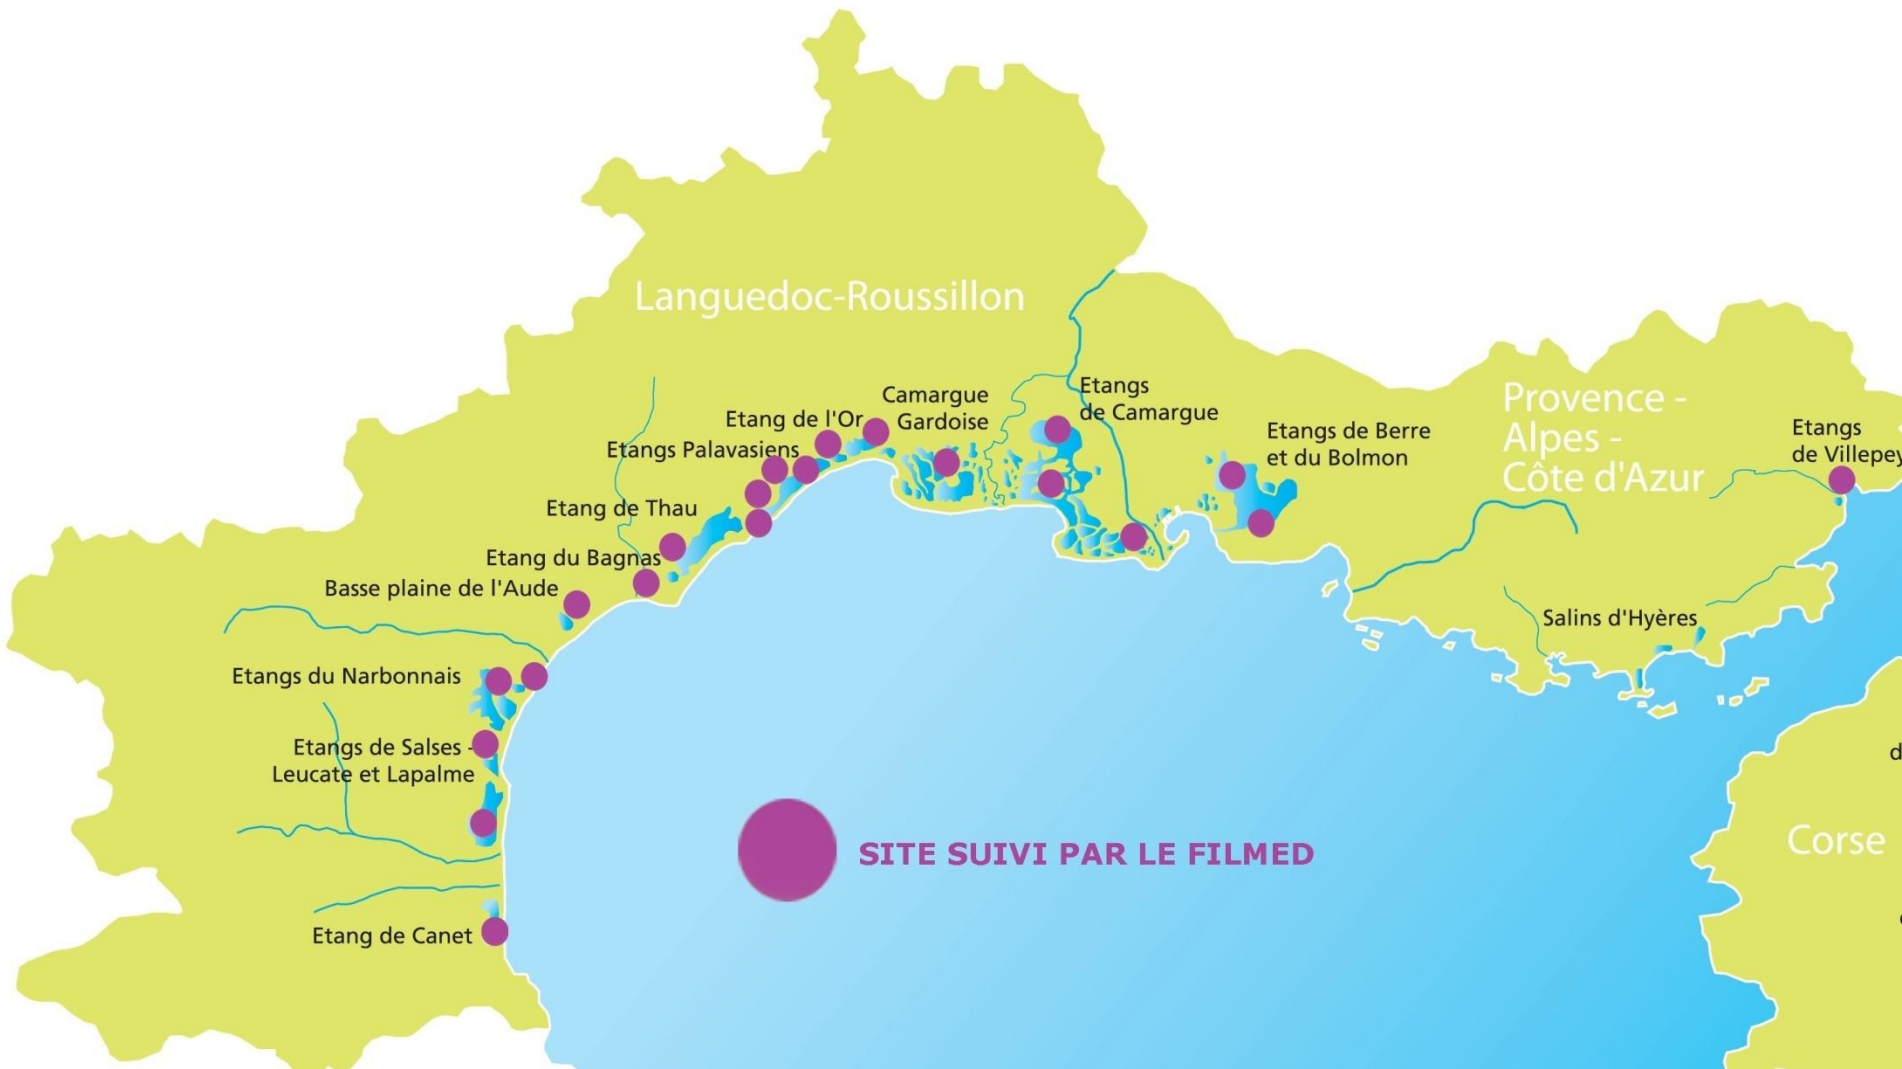 Languedoc-Roussillon
Camargue
Gardoise
Etangs
de Camargue
Etang de l'Or
Etangs Palavasiens
Etangs de Berre
et du Bolmon
Provence -
Alpes -
Côte d'Azur
Etangs
de Villepey
Etang de Thau
Etang du Bagnas
Basse plaine de l'Aude
Salins d'Hyères
Etangs du Narbonnais
Etangs de Salses -
Leucate et Lapalme
d
Corse
SITE SUIVI PAR LE FILMED
Etang de Canet